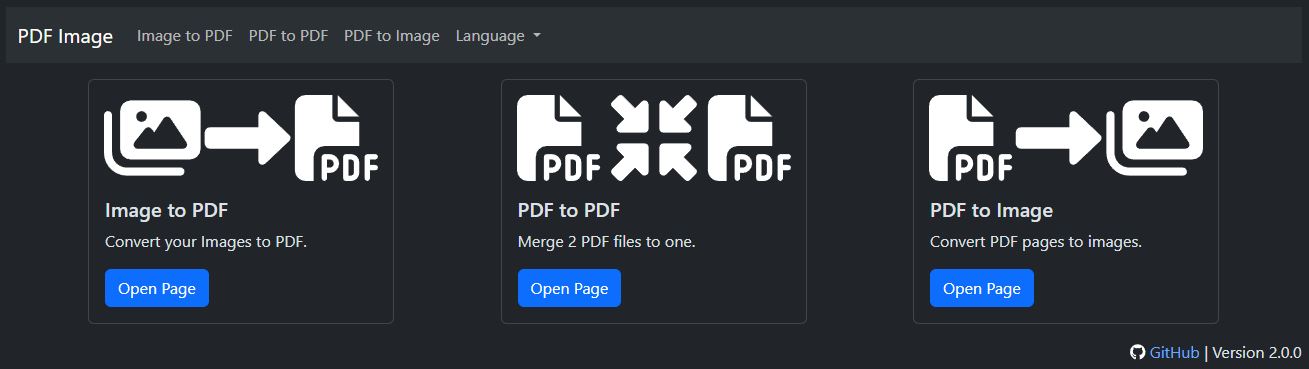 PDF Image Image to PDF PDF to PDF PDF to Image Language
PDF PDF PDF PDF
Image to PDF PDF to PDF PDF to Image
Convert your Images to PDF. Merge 2 PDF files to one. Convert PDF pages to images.
Open Page Open Page Open Page
GitHub | Version 2.0.0